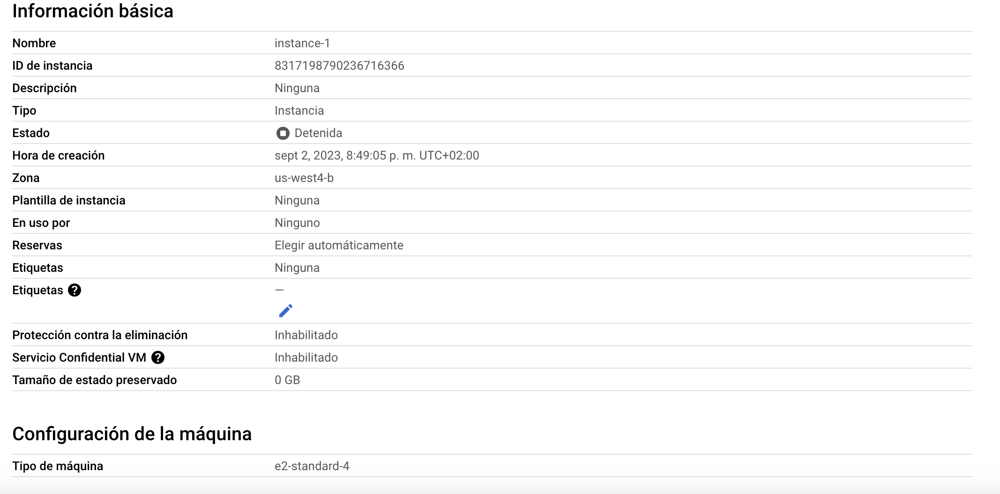 Información básica
Nombre instance-1
ID de instancia 8317198790236716366
Descripción Ninguna
Tipo Instancia
Estado Detenida
Hora de creación sept 2, 2023, 8:49:05 p. m. UTC+02:00
Zona us-west4-b
Plantilla de instancia Ninguna
En uso por Ninguno
Reservas Elegir automáticamente
Etiquetas Ninguna
Etiquetas ? —
Protección contra la eliminación Inhabilitado
Servicio Confidential VM ? Inhabilitado
Tamaño de estado preservado 0 GB
Configuración de la máquina
Tipo de máquina e2-standard-4